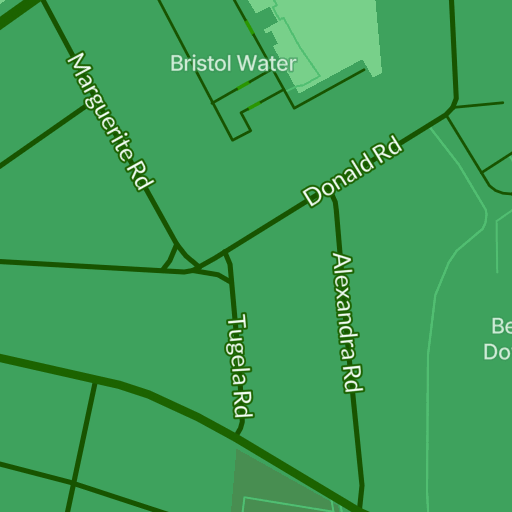 Bristol Water
Marguerite Rd
Donald Rd
Alexandra Rd
Tugela Rd
Be
Do